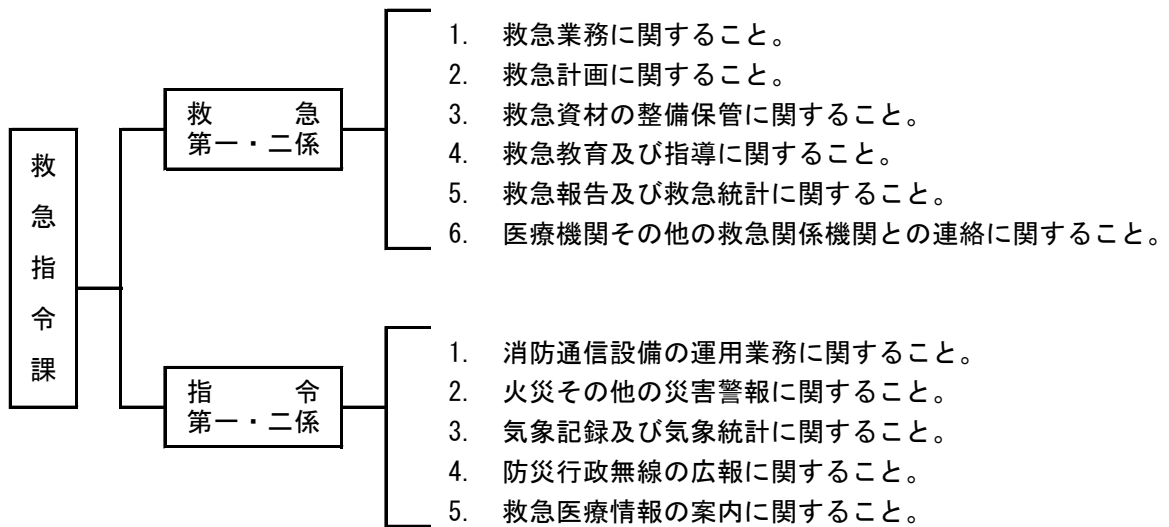 救急指令課
救　　　急
第一・二係
1.　救急業務に関すること。
2.　救急計画に関すること。
3.　救急資材の整備保管に関すること。
4.　救急教育及び指導に関すること。
5.　救急報告及び救急統計に関すること。
6.　医療機関その他の救急関係機関との連絡に関すること。
指　　　令
第一・二係
1.　消防通信設備の運用業務に関すること。
2.　火災その他の災害警報に関すること。
3.　気象記録及び気象統計に関すること。
4.　防災行政無線の広報に関すること。
5.　救急医療情報の案内に関すること。